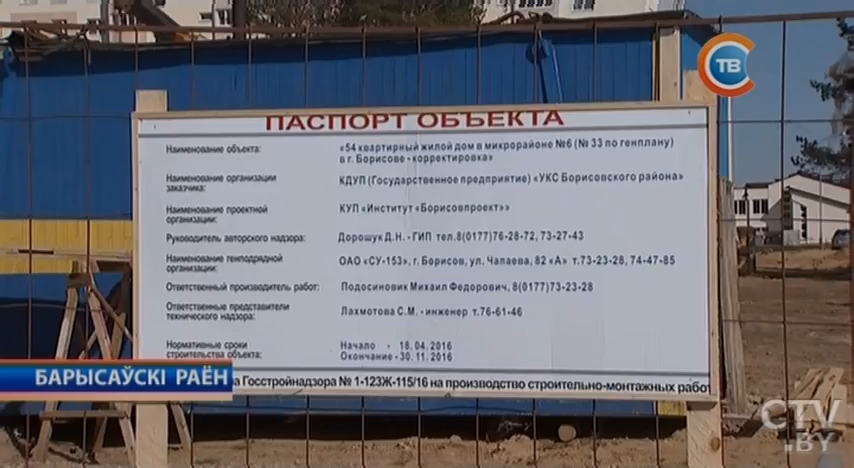 СТВ
ПАСПОРТ ОБЪЕКТА
Наименование объекта: «54 квартирный жилой дом в микрорайоне №6 (№ 33 по генплану)
в г. Борисове - корректировка»
Наименование организации
заказчика: КДУП (Государственное предприятие) «УКС Борисовского района»
Наименование проектной
организации: КУП «Институт «Борисовпроект»»
Руководитель авторского надзора: Дорошук Д.Н. - ГИП тел.8(0177)76-28-72, 73-27-43
Наименование генподрядной
организации: ОАО «СУ-153», г. Борисов, ул. Чапаева, 82 «А» т.73-23-28, 74-47-85
Ответственный производитель работ: Подосиновик Михаил Федорович, 8(0177)73-23-28
Ответственные представители
технического надзора: Лахмотова С.М. - инженер т.76-61-46
Нормативные сроки
строительства объекта: Начало - 18.04.2016
Окончание - 30.11.2016
Госстройнадзора № 1-123Ж-115/16 на производство строительно-монтажных работ
БАРЫСАЎСКІ РАЁН
CTV
.BY